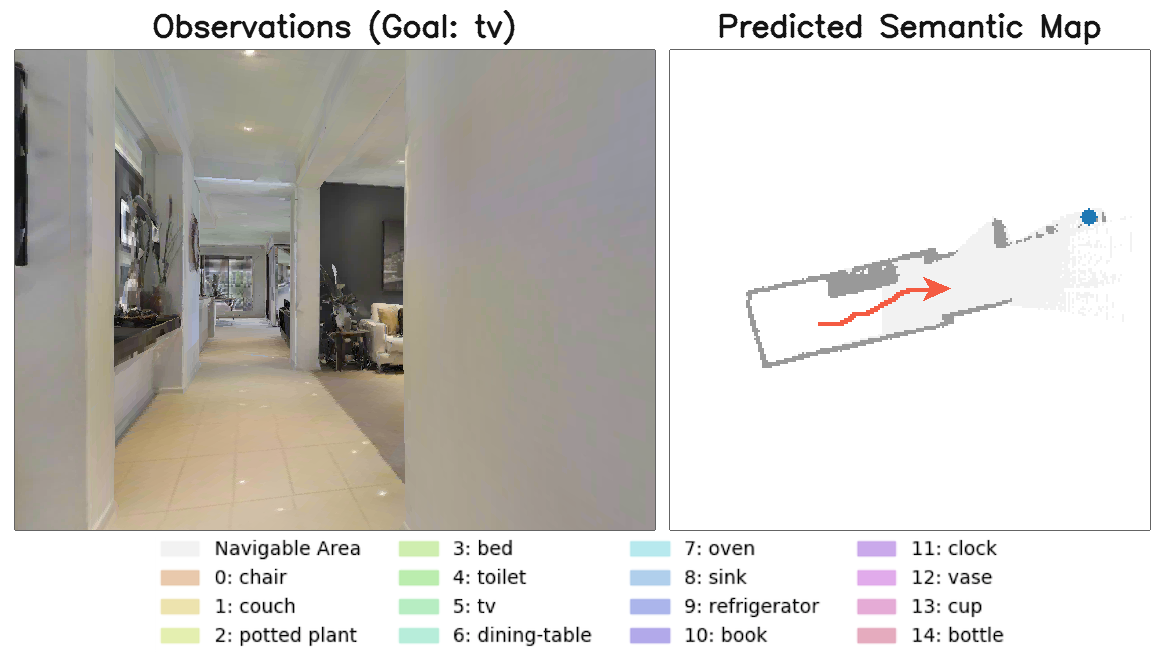 Observations (Goal: tv)
Predicted Semantic Map
Navigable Area
0: chair
1: couch
2: potted plant
3: bed
4: toilet
5: tv
6: dining-table
7: oven
8: sink
9: refrigerator
10: book
11: clock
12: vase
13: cup
14: bottle